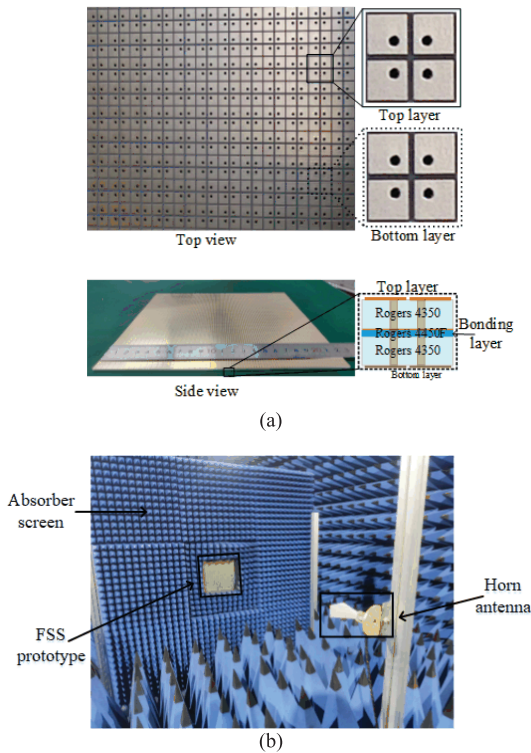 Top layer
Top view
Bottom layer
Top layer
Rogers 4350
Rogers 4450F
Rogers 4350
Bonding
layer
Bottom layer
Side view
(a)
Absorber
screen
FSS
prototype
Horn
antenna
(b)